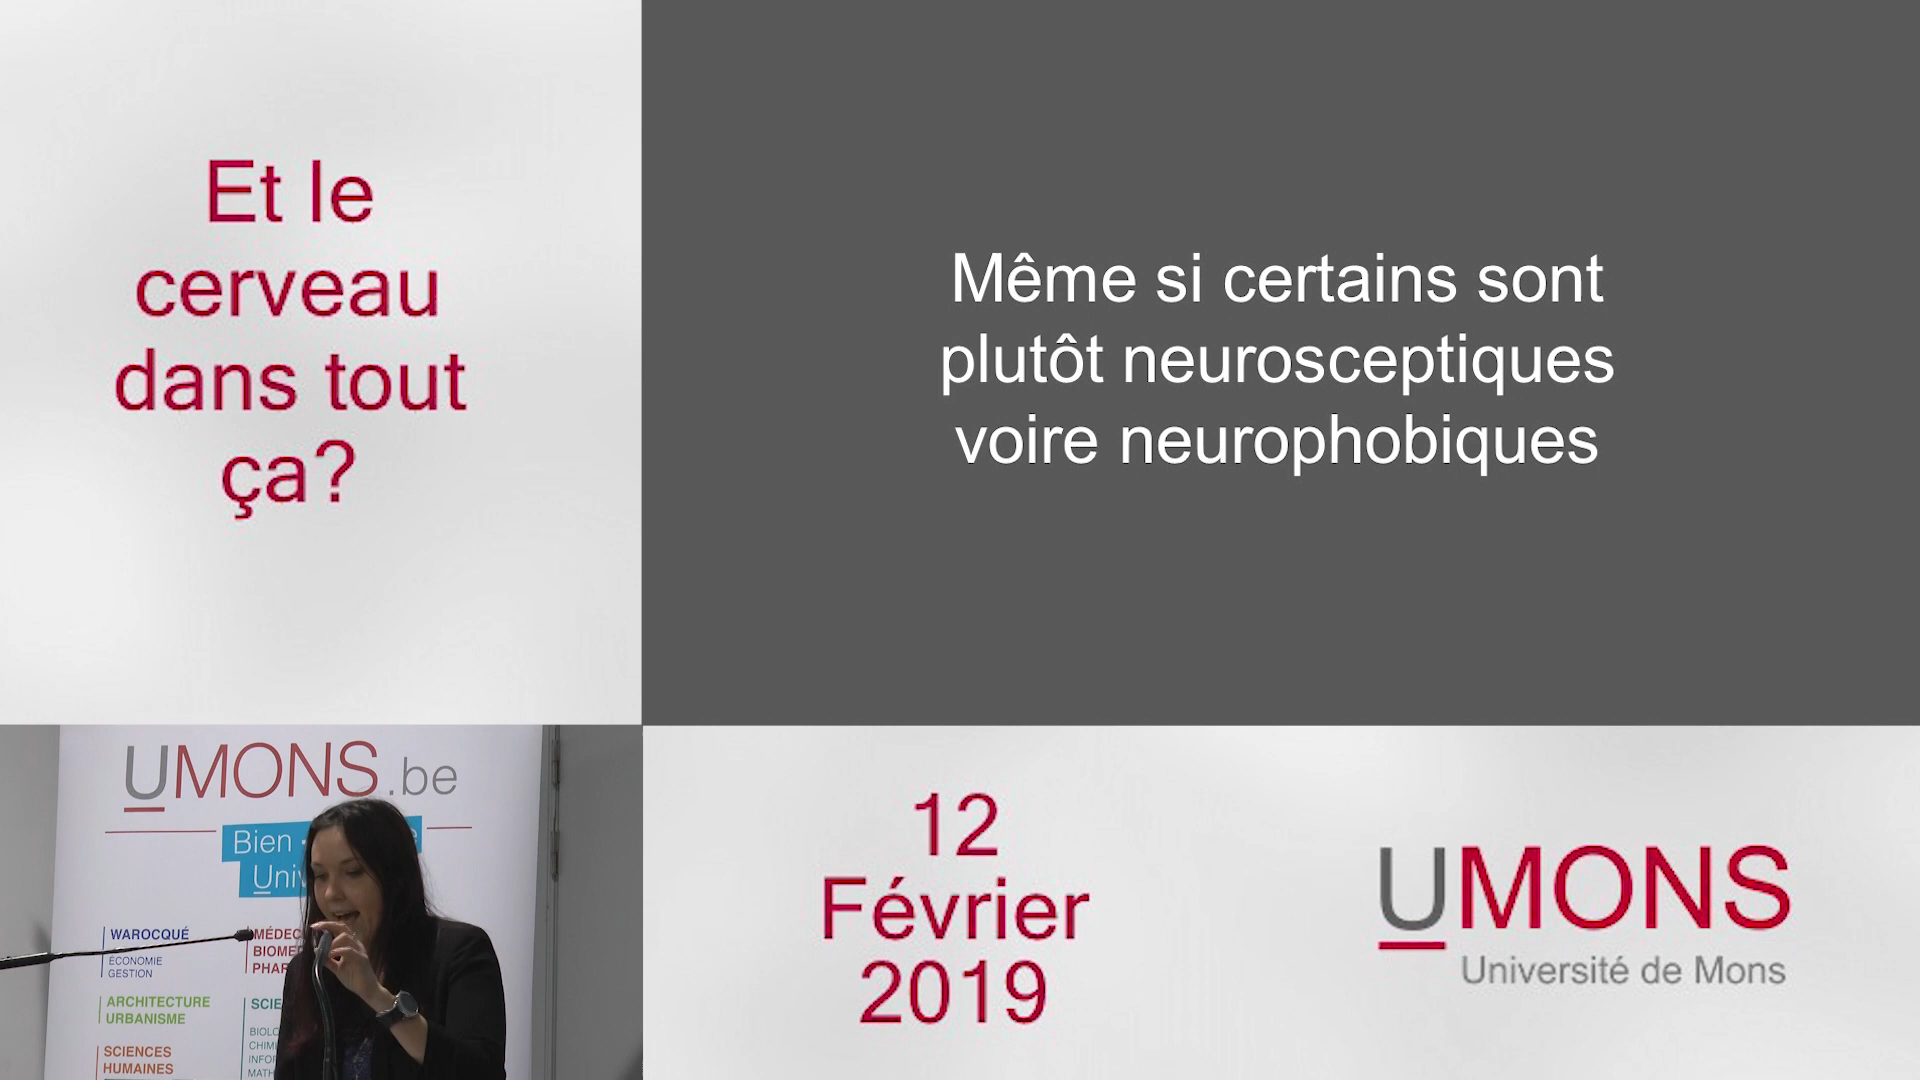 Et le
cerveau
dans tout
ça?
Même si certains sont
plutôt neurosceptiques
voire neurophobiques
UMONS.be
Bien
WAROCQUÉ
ÉCONOMIE
GESTION
ARCHITECTURE
URBANISME
SCIENCES
HUMAINES
12
Février
2019
UMONS
Université de Mons